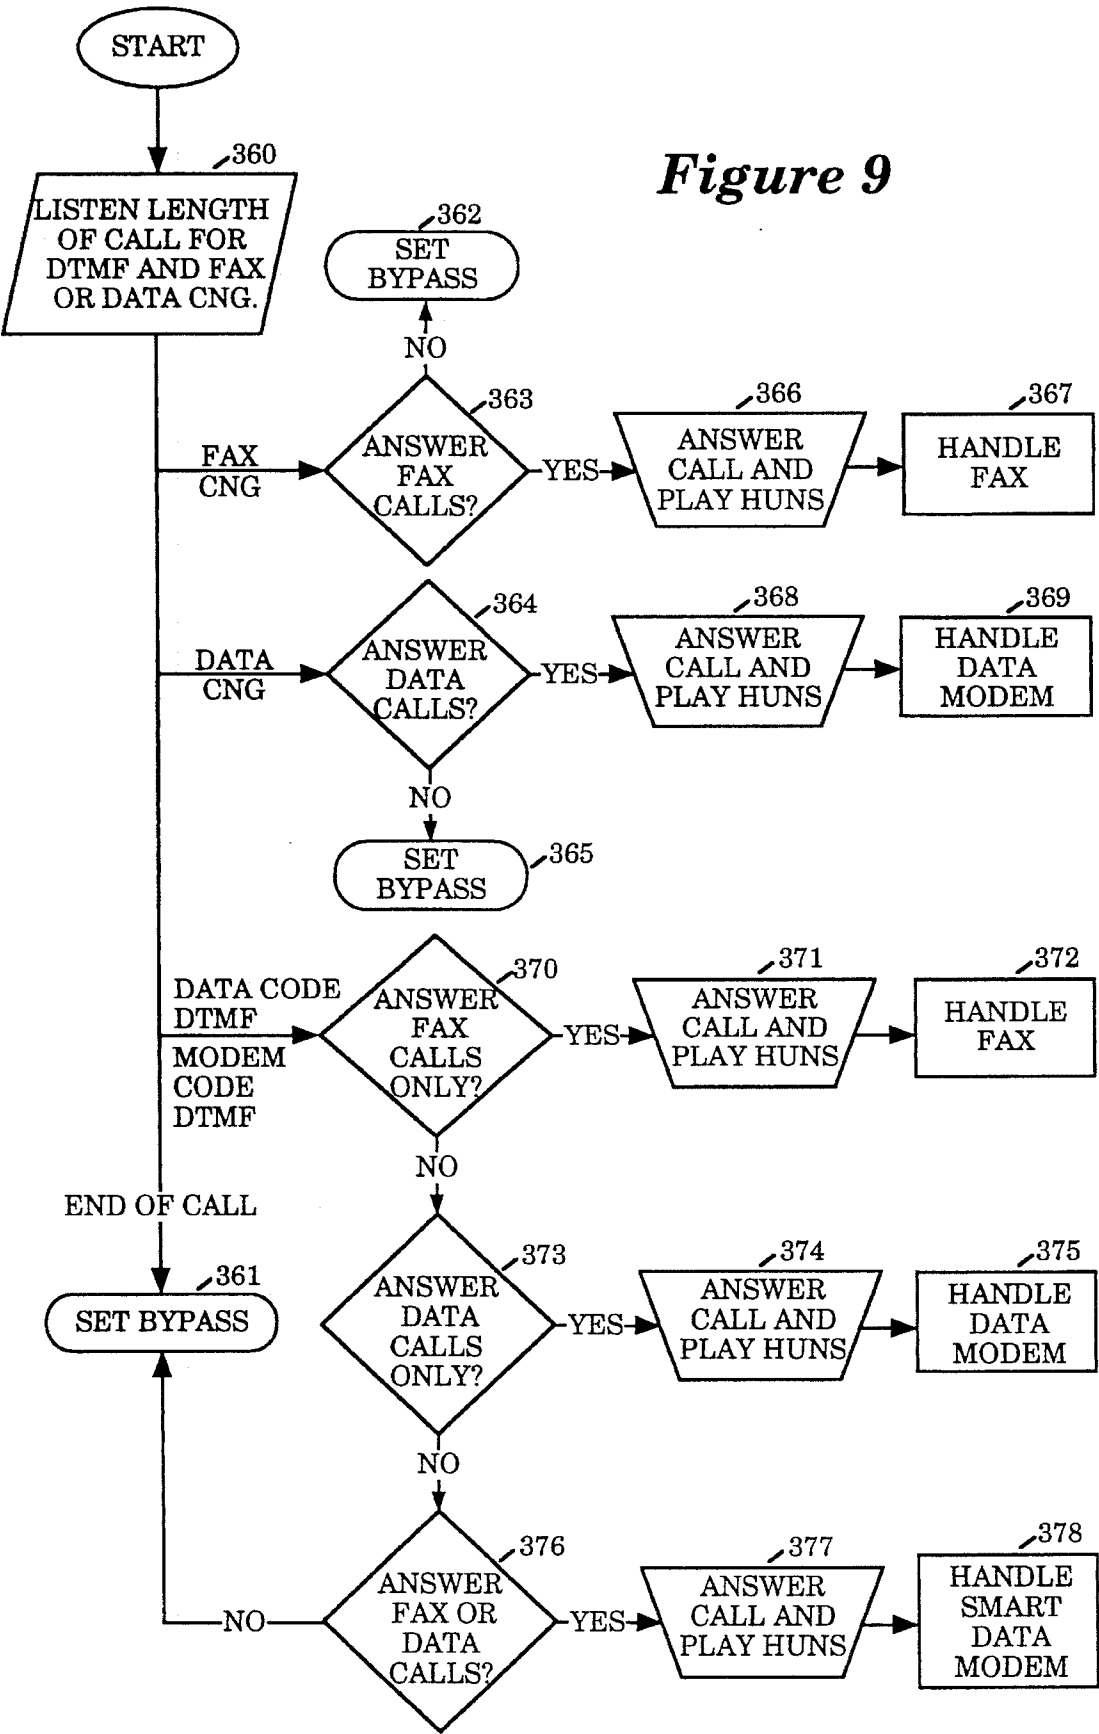 START
360
Figure 9
LISTEN LENGTH
OF CALL FOR
DTMF AND FAX
OR DATA CNG.
362
SET
BYPASS
NO
363
ANSWER
FAX
CALLS?
FAX
CNG
YES
366
ANSWER
CALL AND
PLAY HUNS
367
HANDLE
FAX
364
ANSWER
DATA
CALLS?
DATA
CNG
YES
368
ANSWER
CALL AND
PLAY HUNS
369
HANDLE
DATA
MODEM
NO
365
SET
BYPASS
DATA CODE
DTMF
MODEM
CODE
DTMF
370
ANSWER
FAX
CALLS
ONLY?
YES
371
ANSWER
CALL AND
PLAY HUNS
372
HANDLE
FAX
NO
END OF CALL
361
SET BYPASS
373
ANSWER
DATA
CALLS
ONLY?
YES
374
ANSWER
CALL AND
PLAY HUNS
375
HANDLE
DATA
MODEM
NO
376
ANSWER
FAX OR
DATA
CALLS?
NO
YES
377
ANSWER
CALL AND
PLAY HUNS
378
HANDLE
SMART
DATA
MODEM